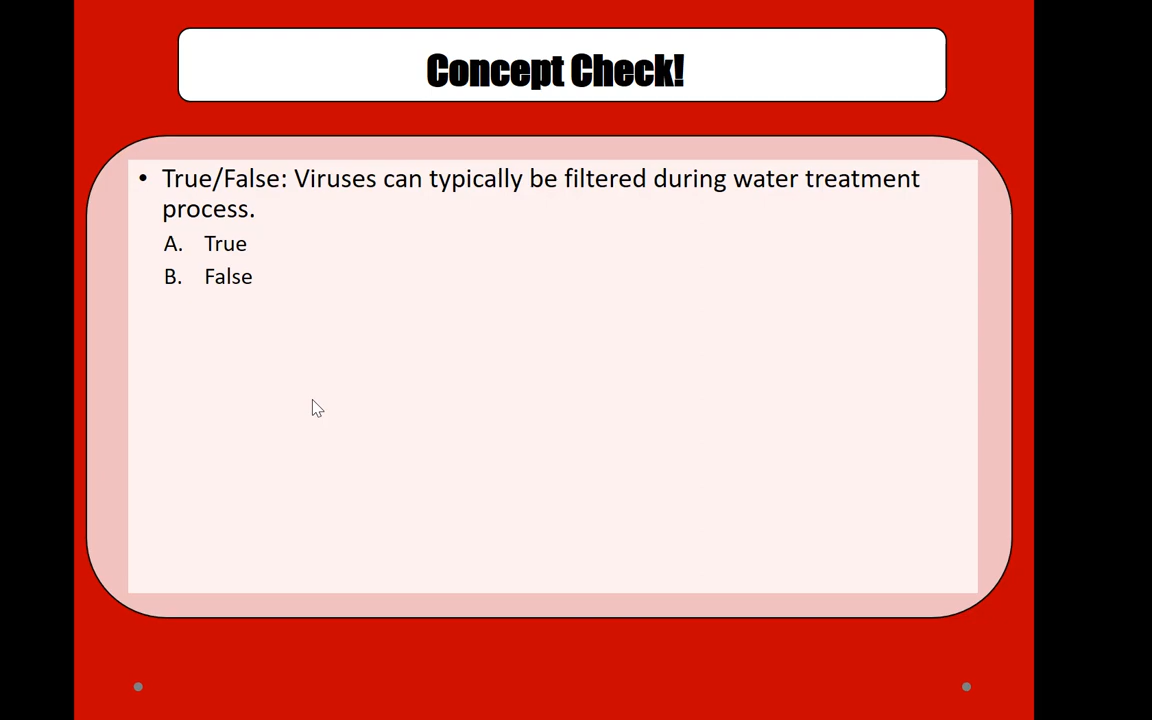 Concept Check!
• True/False: Viruses can typically be filtered during water treatment
process.
A. True
B. False